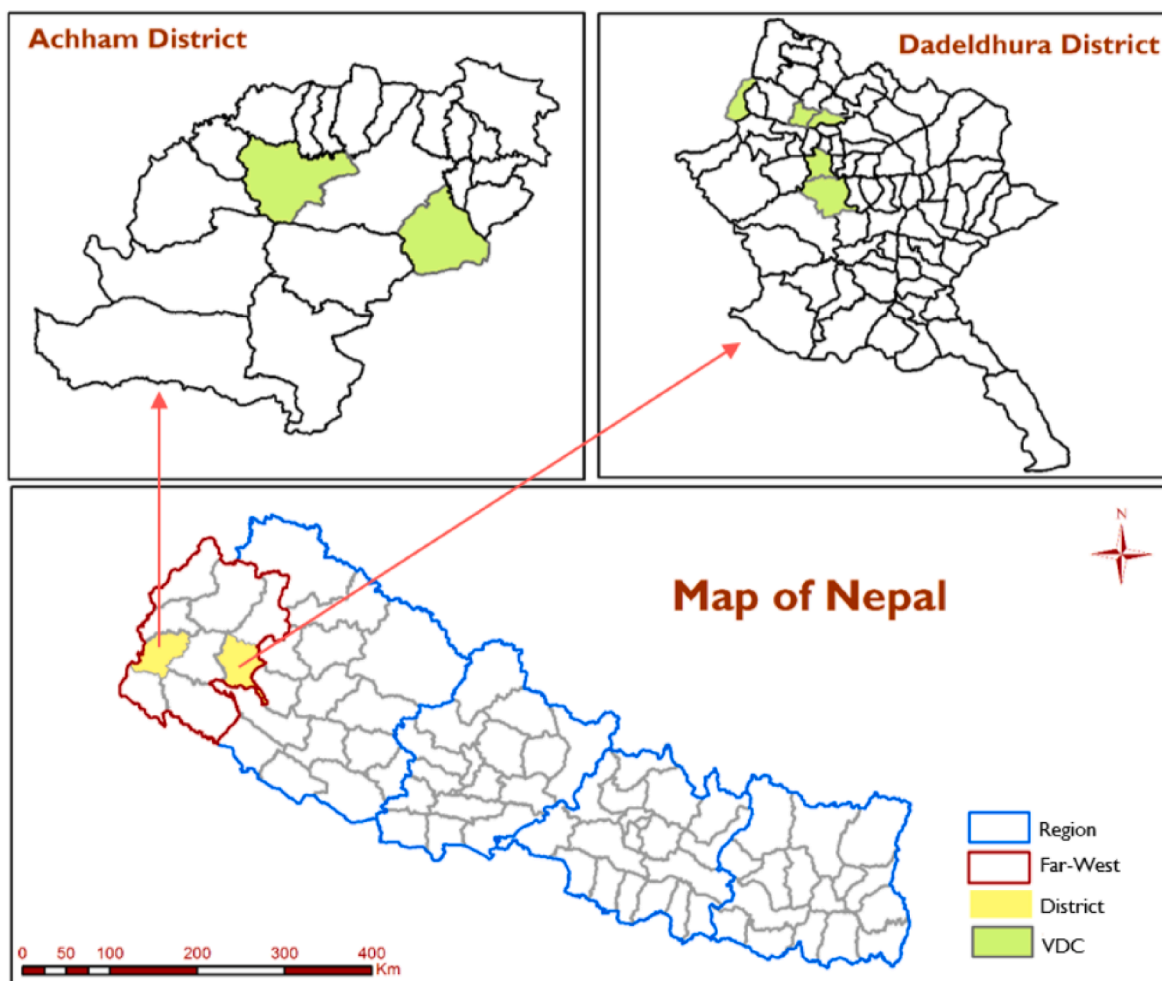 Achham District
Dadeldhura District
N
Map of Nepal
Region
Far-West
District
VDC
0 50 100 200 300 400
Km